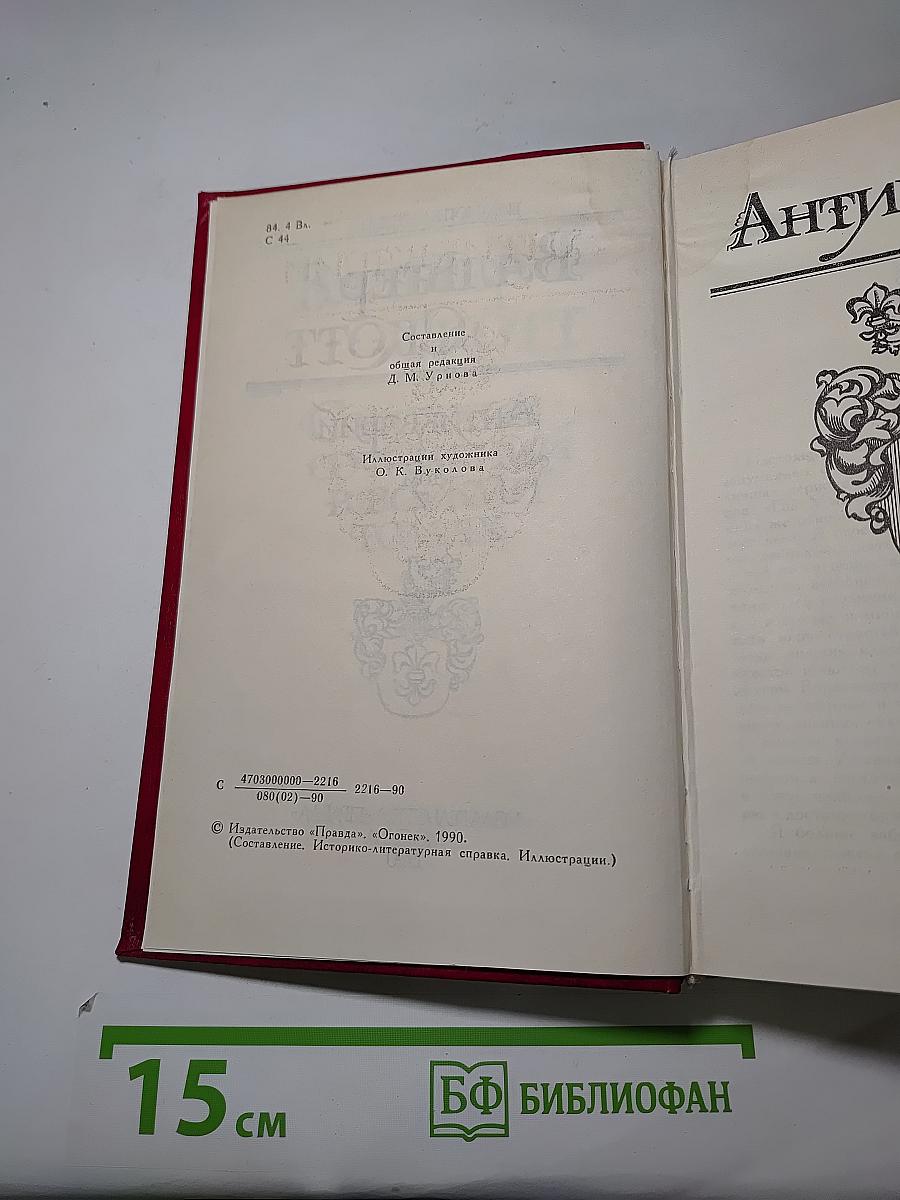 84. 4 Вл.
С 44
Составление
и
общая редакция
Д. М. Урнова
Иллюстрации художника
О. К. Вуколова
С 4703000000—2216
080(02)—90
2216—90
© Издательство «Правда». «Огонек». 1990.
(Составление. Историко-литературная справка. Иллюстрации.)
Анти
15 см
БФ БИБЛИОФАН